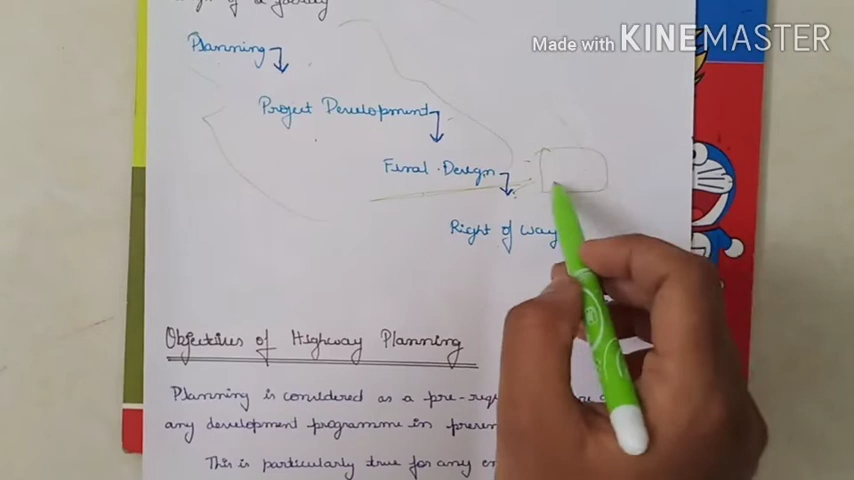 Made with KINEMASTER
Planning
Project Development
Final Design
Right of way
Objectives of Highway Planning
Planning is considered as a
any development programme in
This is particularly true for any